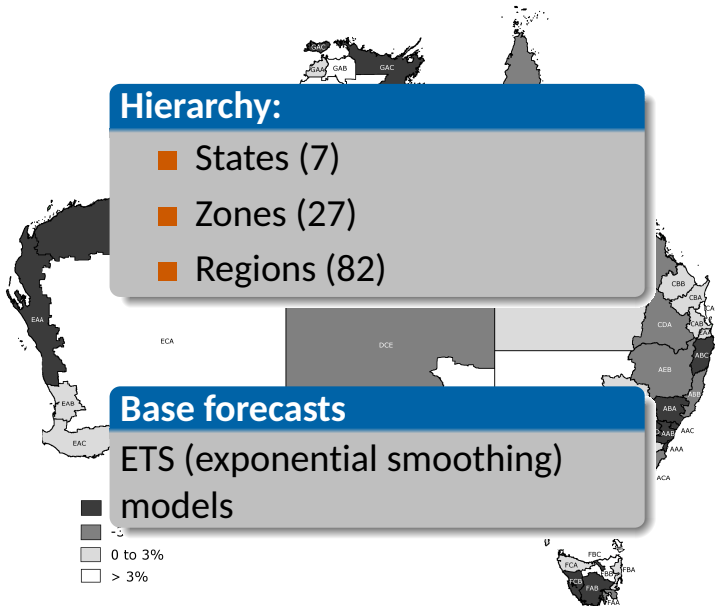 GAC
GAA
GAB
GAC
Hierarchy:
States (7)
Zones (27)
Regions (82)
CBB
CBA
CA
EAA
CDA
CAB
ECA
DCE
ABC
AEB
ABB
EAB
Base forecasts
ABA
AAB
AAC
EAC
AAA
ETS (exponential smoothing)
models
ACA
0 to 3%
> 3%
FBC
FCA
FBB
FBA
FCB
FAB
FAA